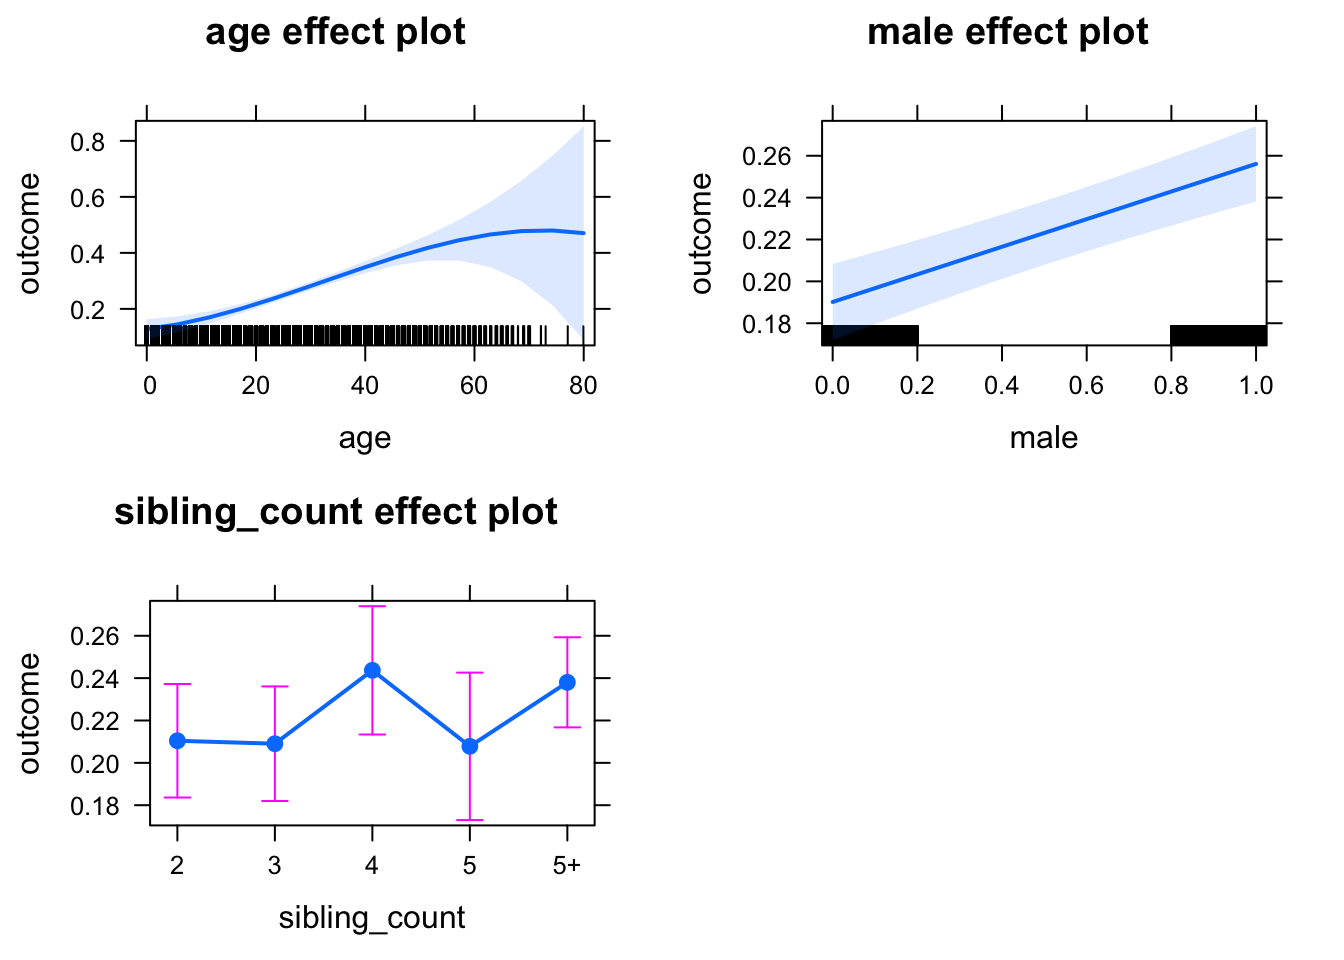 age effect plot
outcome
0.8
0.6
0.4
0.2
0 20 40 60 80
age
male effect plot
outcome
0.26
0.24
0.22
0.20
0.18
0.0 0.2 0.4 0.6 0.8 1.0
male
sibling_count effect plot
outcome
0.26
0.24
0.22
0.20
0.18
2 3 4 5 5+
sibling_count